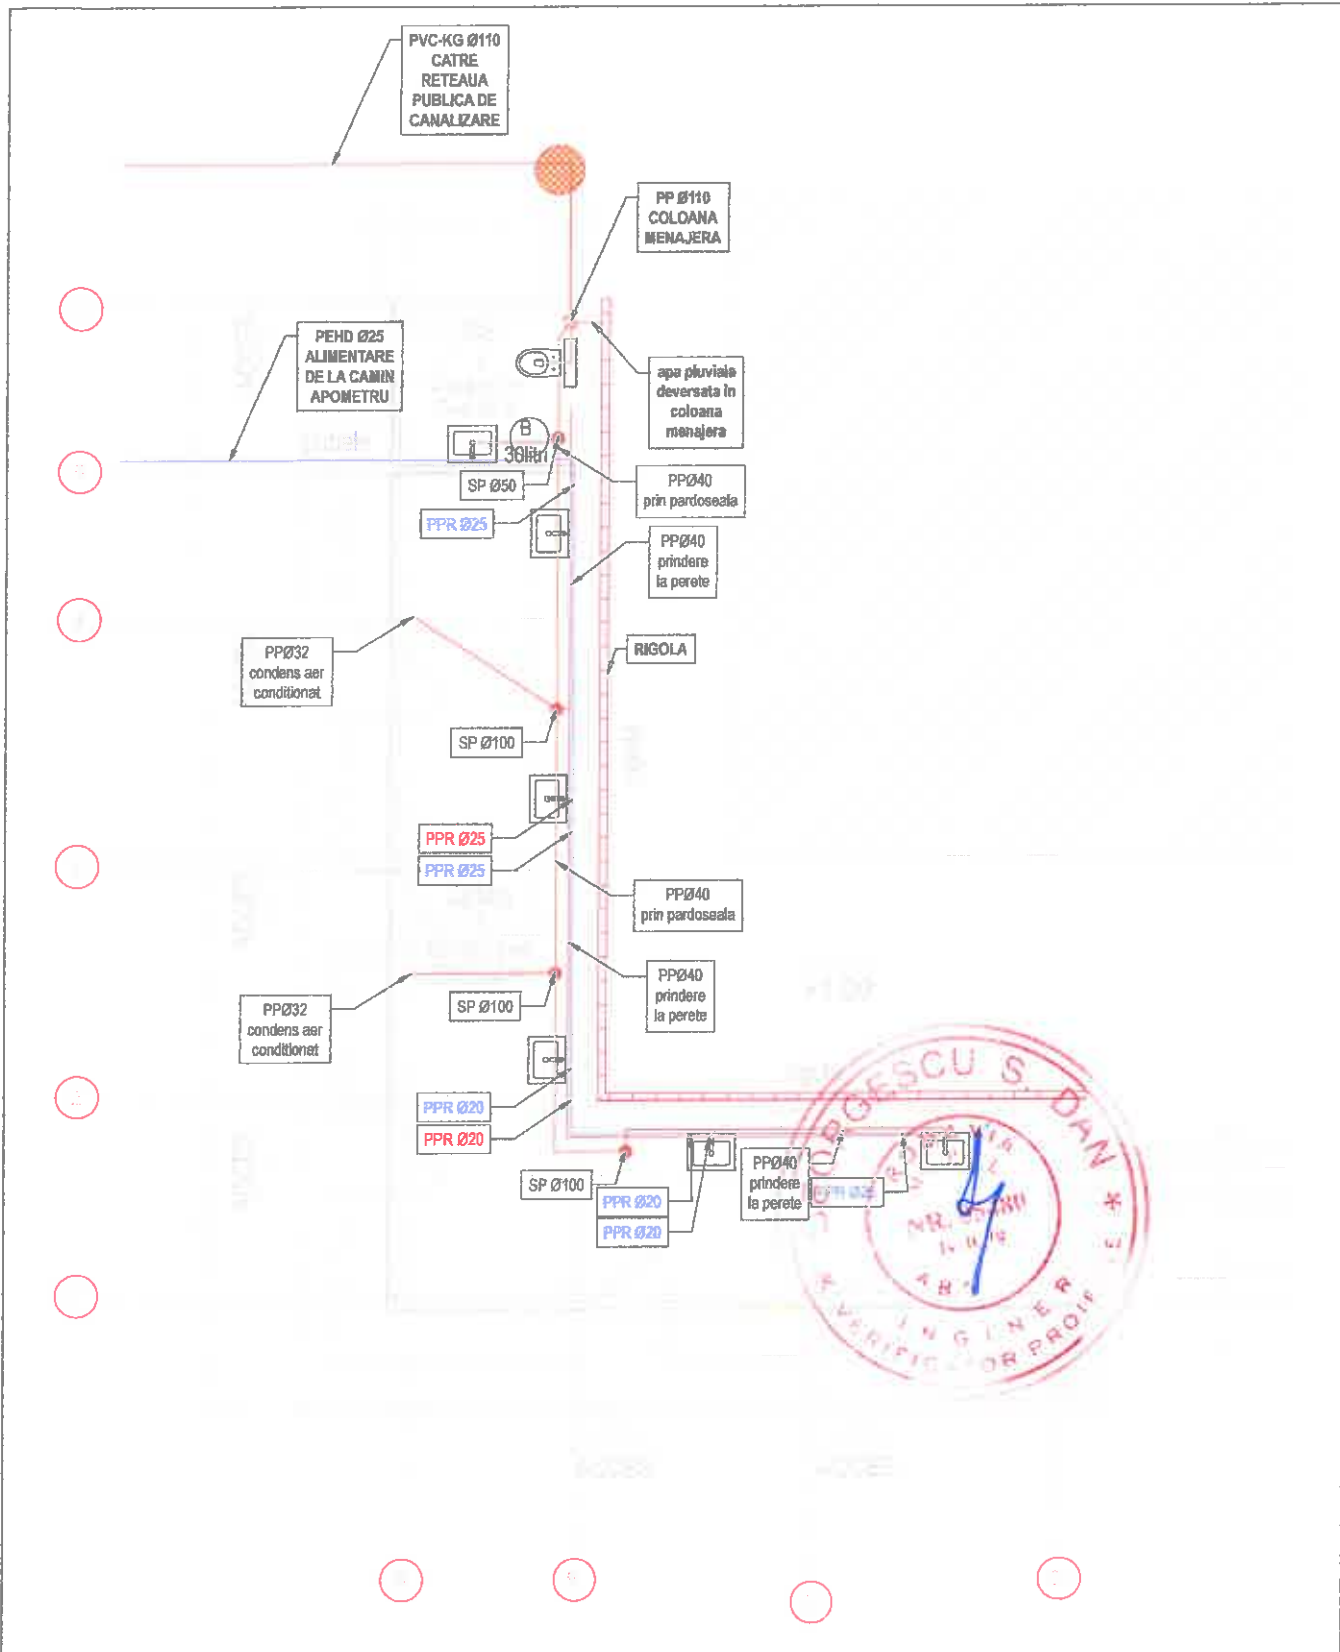 PVC-KG Ø110
CATRE
RETEAUA
PUBLICA DE
CANALIZARE
PP Ø110
COLOANA
MENAJERA
PEHD Ø25
ALIMENTARE
DE LA CAMIN
APOMETRU
apa pluviala
deversata in
coloana
menajera
B
30litri
SP Ø50
PPØ40
prin pardoseala
PPR Ø25
PPØ40
prindere
la perete
PPØ32
condens aer
conditionat
RIGOLA
SP Ø100
PPR Ø25
PPR Ø25
PPØ40
prin pardoseala
PPØ40
prindere
la perete
PPØ32
condens aer
conditionat
SP Ø100
PPR Ø20
PPR Ø20
SP Ø100
PPR Ø20
PPR Ø20
PPØ40
prindere
la perete
S. DAN
INGINER